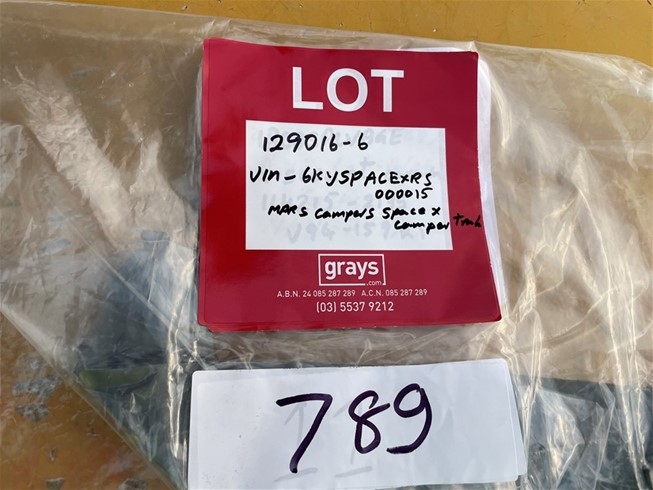 LOT
129016-6
VIN-6KYSPACEXRS
000015
MARS campers space x
camper
grays
.com
A.B.N. 24 085 287 289 A.C.N. 085 287 289
(03) 5537 9212
789